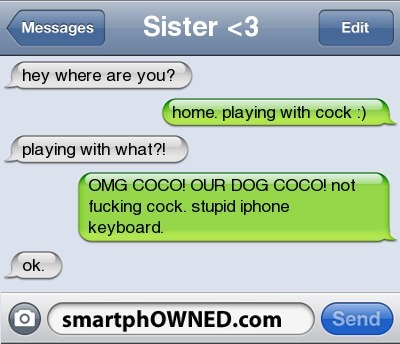 Messages
Sister <3
Edit
hey where are you?
home. playing with cock :)
playing with what?!
OMG COCO! OUR DOG COCO! not
fucking cock. stupid iphone
keyboard.
ok.
smartphOWNED.com
Send